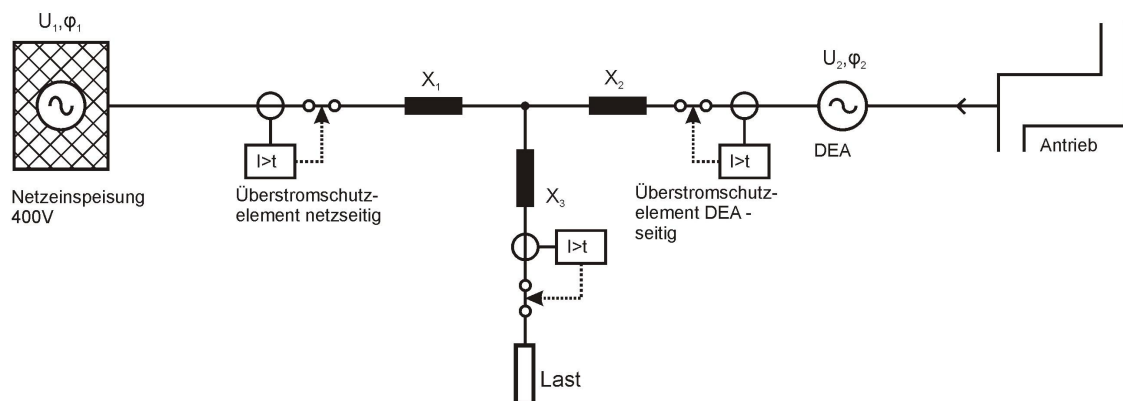 U₁,φ₁
X₁
X₂
U₂,φ₂
I>t
I>t
DEA
Antrieb
Netzeinspeisung
400V
Überstromschutz-
element netzseitig
X₃
Überstromschutz-
element DEA -
seitig
I>t
Last